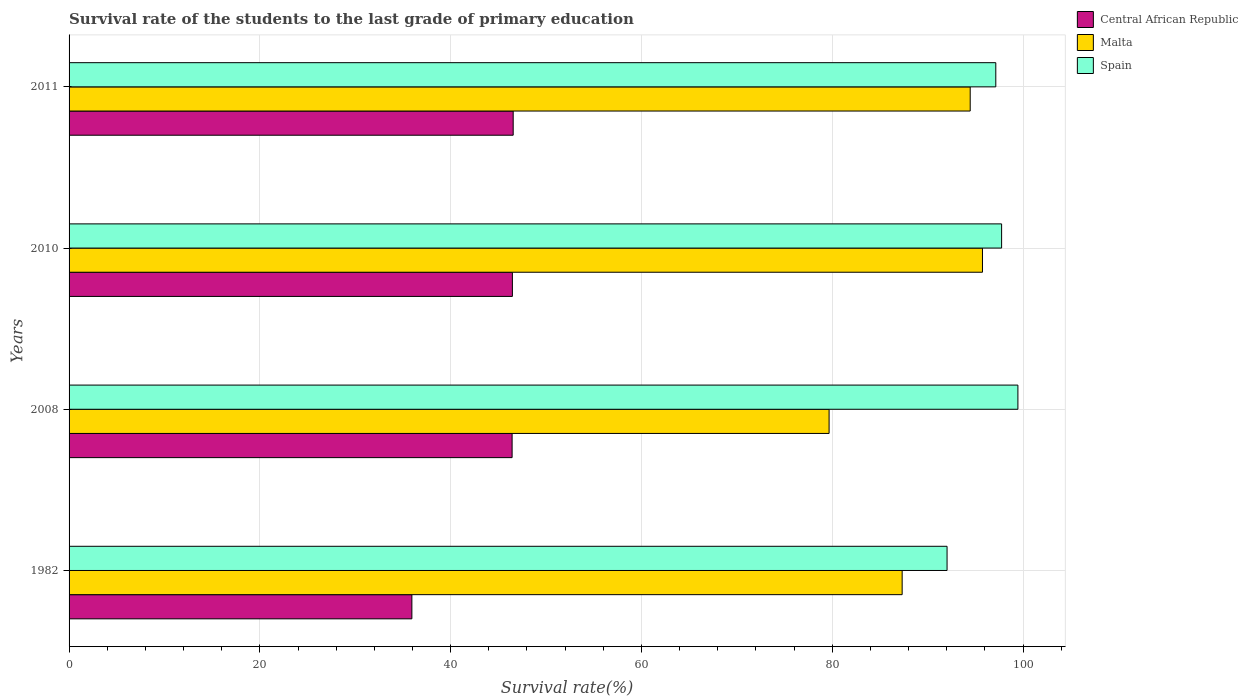 Survival rate of the students to the last grade of primary education
Central African Republic
Malta
Spain
2011
2010
2008
1982
Years
0
20
40
60
80
100
Survival rate(%)